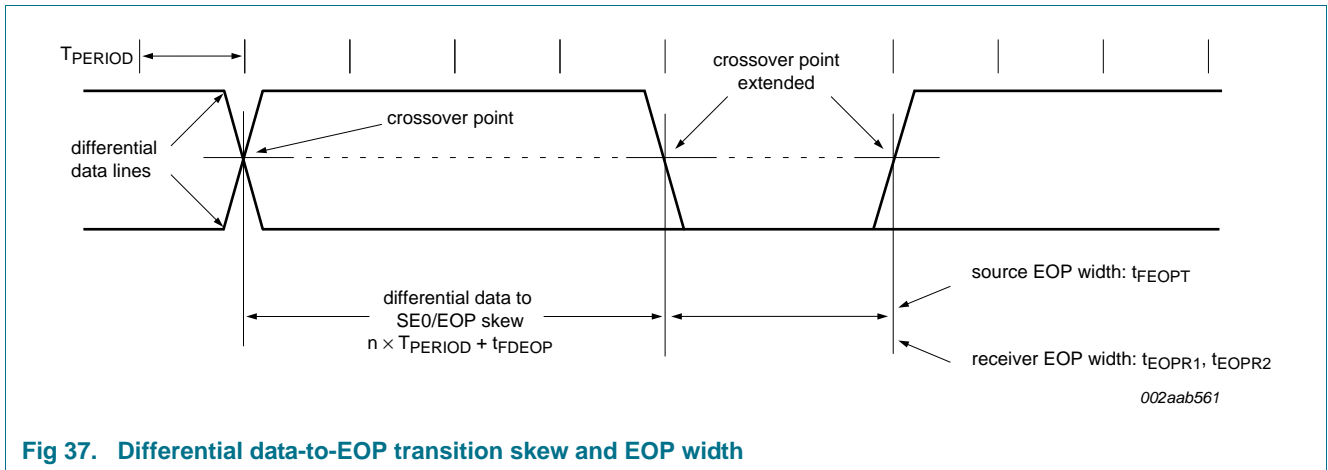 TPERIOD
crossover point
extended
crossover point
differential
data lines
differential data to
SE0/EOP skew
n × TPERIOD + tFDEOP
source EOP width: tFEOPT
receiver EOP width: tEOPR1, tEOPR2
002aab561
Fig 37. Differential data-to-EOP transition skew and EOP width